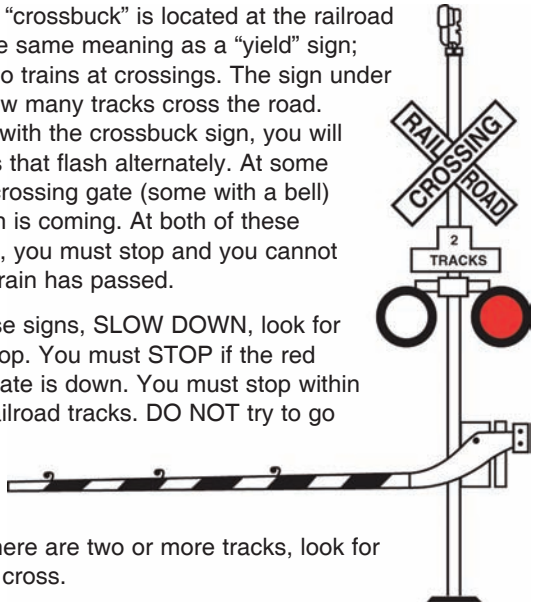 “crossbuck” is located at the railroad
e same meaning as a “yield” sign;
o trains at crossings. The sign under
w many tracks cross the road.
with the crossbuck sign, you will
s that flash alternately. At some
crossing gate (some with a bell)
n is coming. At both of these
, you must stop and you cannot
rain has passed.
se signs, SLOW DOWN, look for
op. You must STOP if the red
ate is down. You must stop within
ailroad tracks. DO NOT try to go
here are two or more tracks, look for
cross.
RAIL ROAD
CROSSING
2
TRACKS